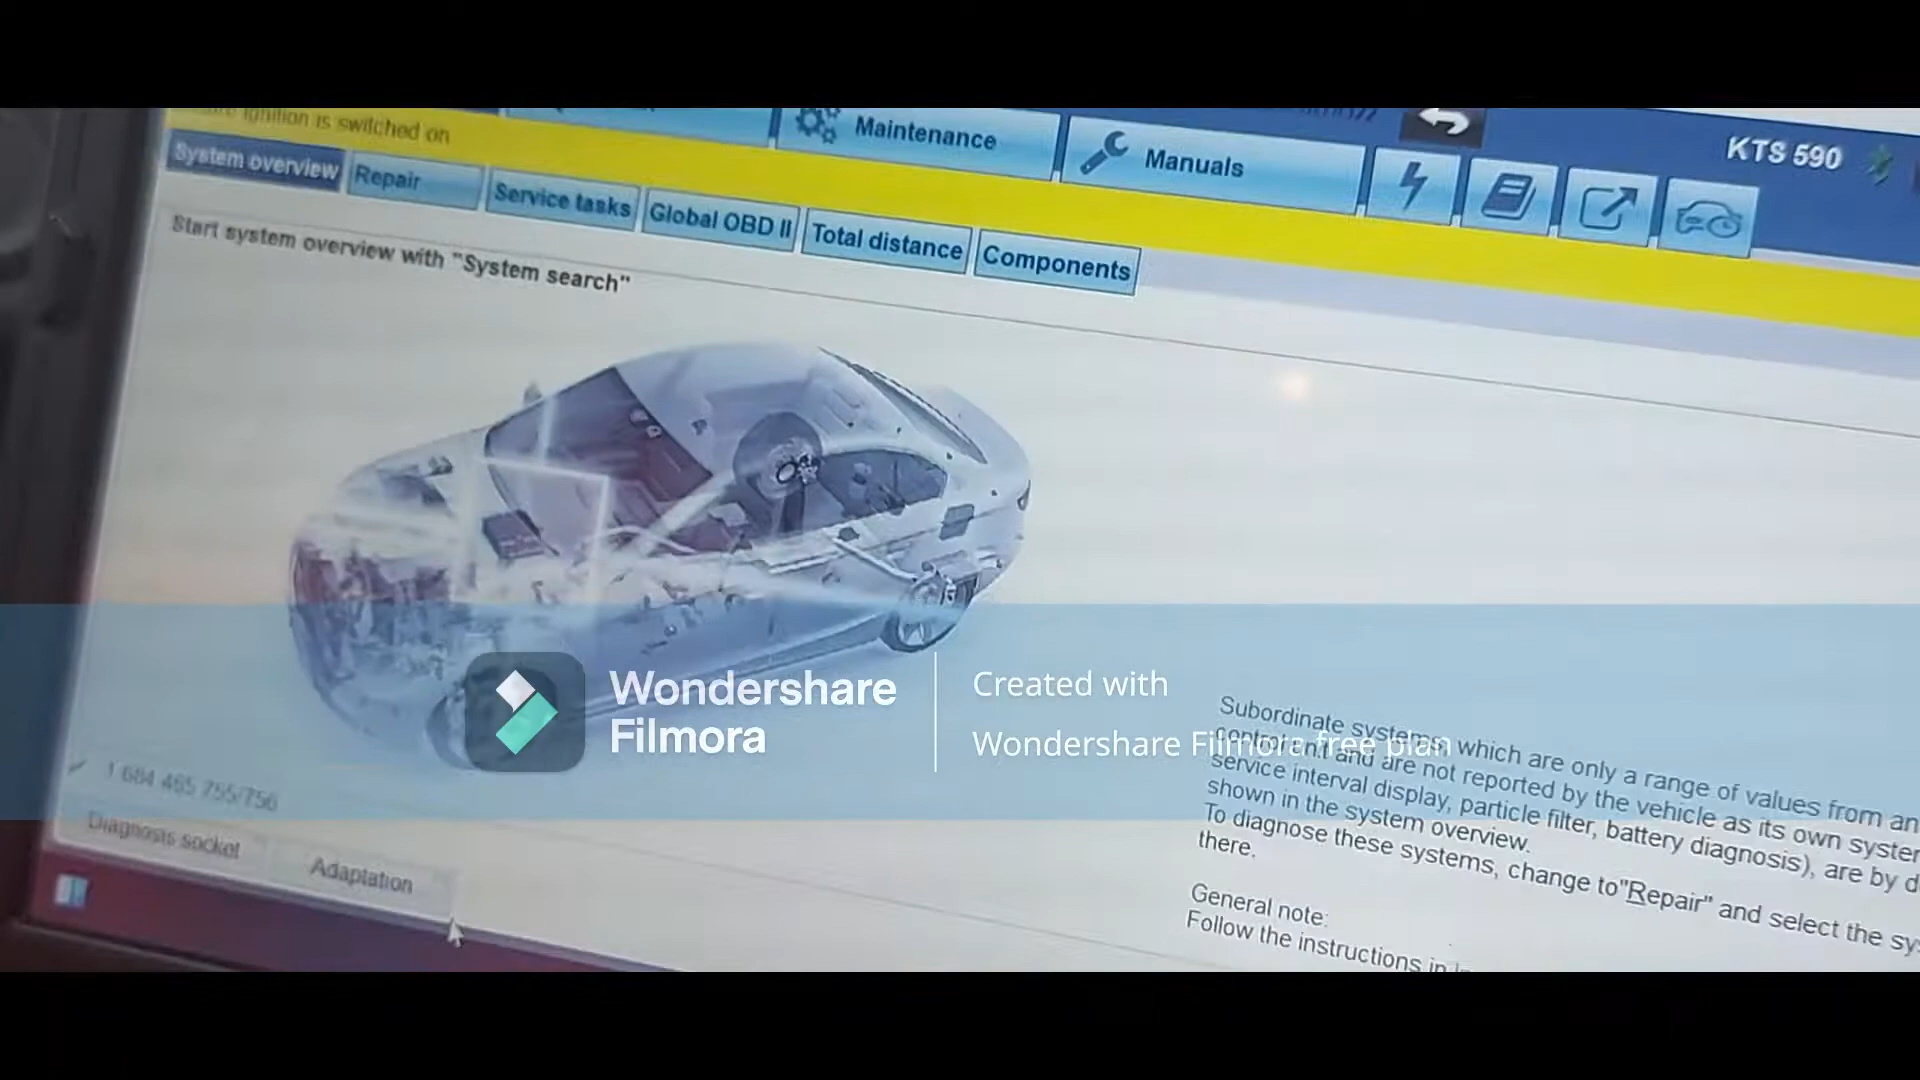 Maintenance
Manuals
KTS 590
ignition is switched on
System overview
Repair
Service tasks
Global OBD II
Total distance
Components
Start system overview with "System search"
Wondershare
Filmora
Created with
Wondershare Filmora free plan
Subordinate systems, which are only a range of values from an
and are not reported by the vehicle as its own system
service interval display, particle filter, battery diagnosis), are by
shown in the system overview.
To diagnose these systems, change to "Repair" and select the
there.
General note:
Follow the instructions in
1 684 465 755/756
Diagnosis socket
Adaptation